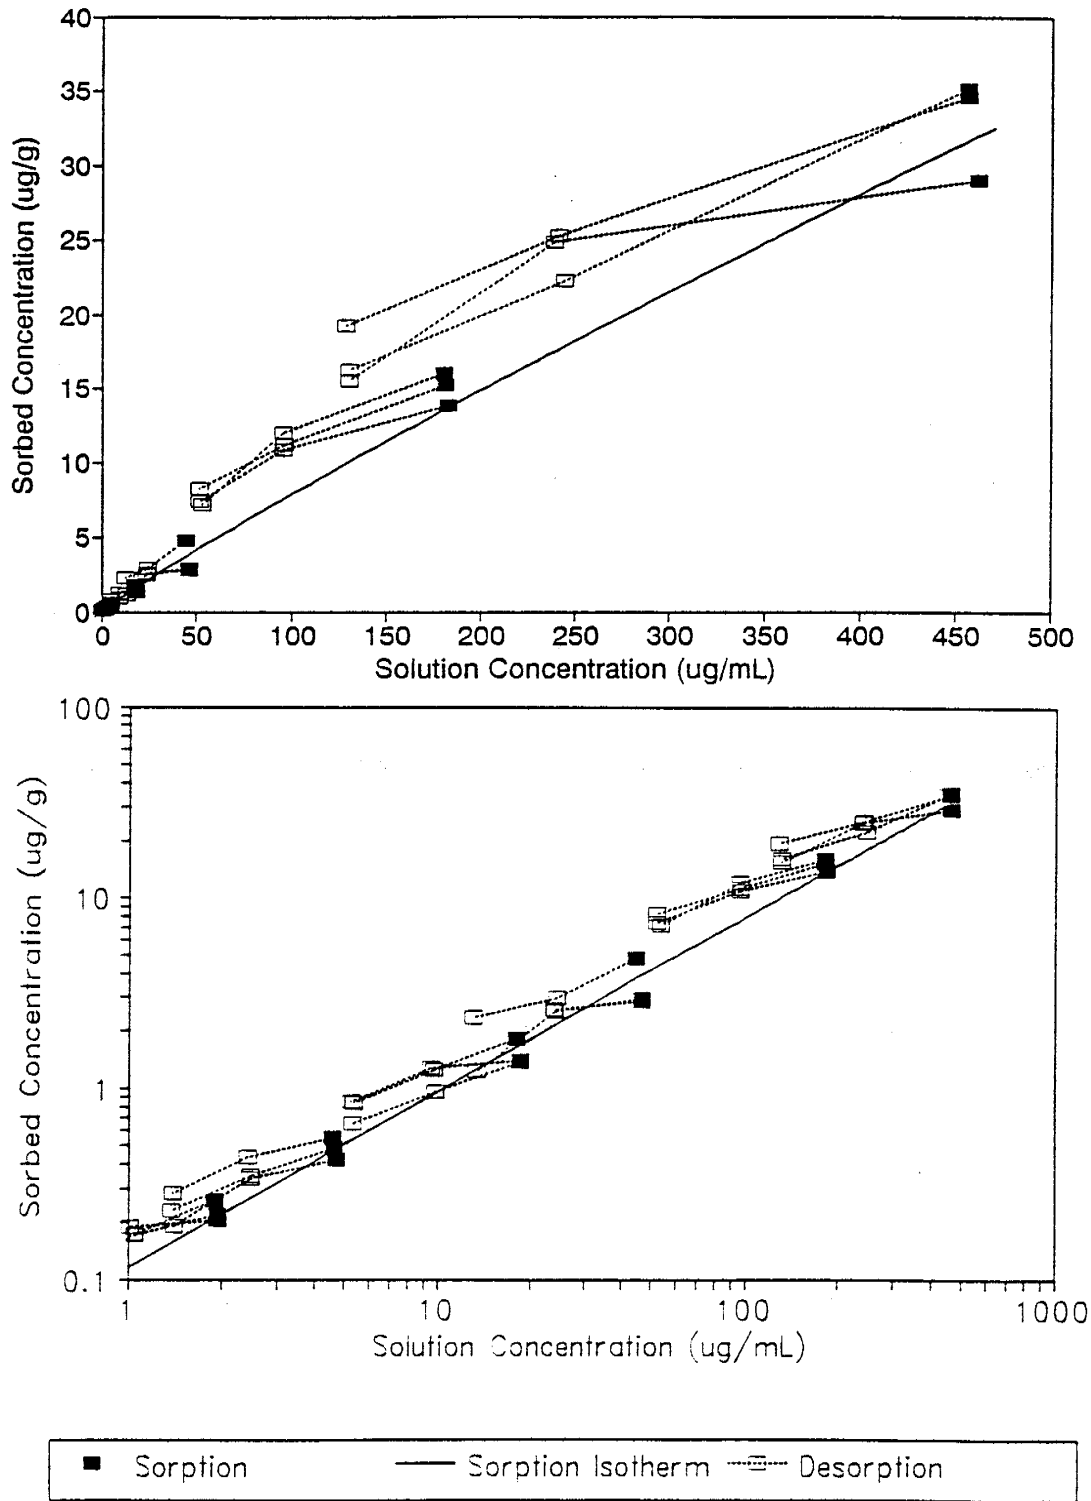 40
35
30
25
20
15
10
5
0
Sorbed Concentration (ug/g)
0 50 100 150 200 250 300 350 400 450 500
Solution Concentration (ug/mL)
100
10
1
0.1
Sorbed Concentration (ug/g)
1 10 100 1000
Solution Concentration (ug/mL)
Sorption Sorption Isotherm Desorption